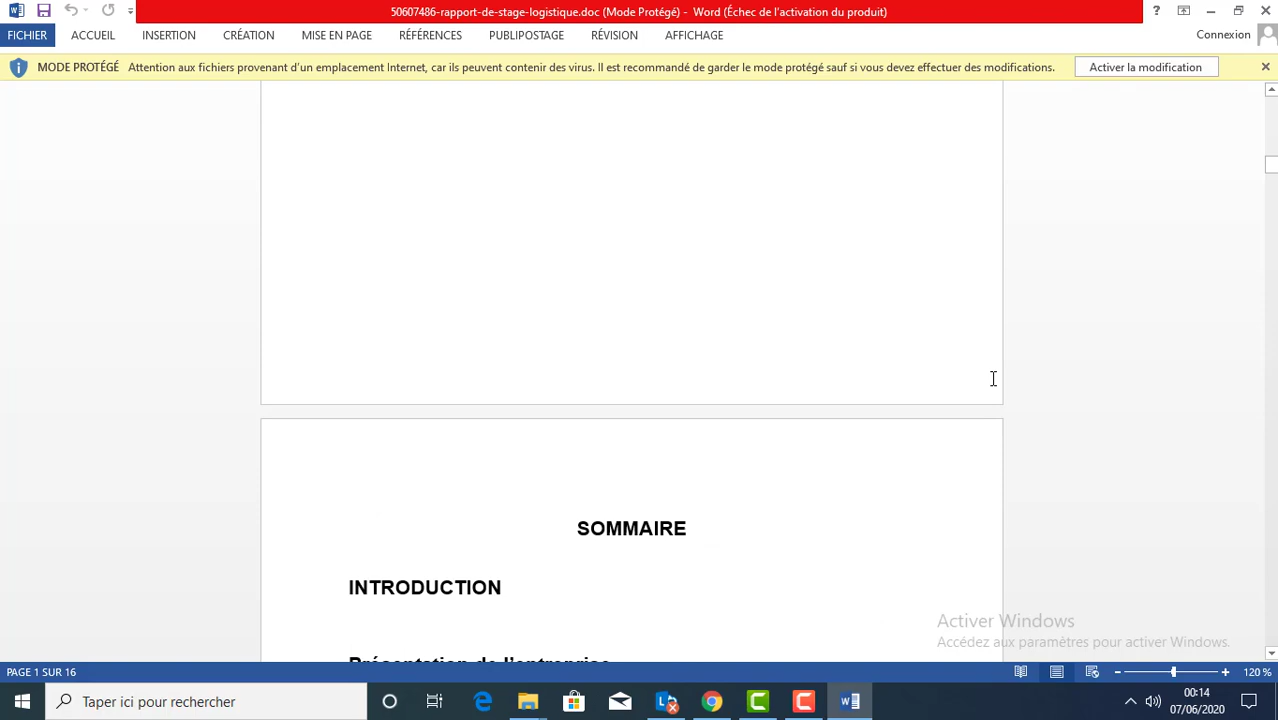 50607486-rapport-de-stage-logistique.doc (Mode Protégé) - Word (Échec de l'activation du produit)
FICHIER ACCUEIL INSERTION CRÉATION MISE EN PAGE RÉFÉRENCES PUBLIPOSTAGE RÉVISION AFFICHAGE Connexion
MODE PROTÉGÉ Attention aux fichiers provenant d'un emplacement Internet, car ils peuvent contenir des virus. Il est recommandé de garder le mode protégé sauf si vous devez effectuer des modifications. Activer la modification
SOMMAIRE
INTRODUCTION
Présentation de l'entreprise
Activer Windows
Accédez aux paramètres pour activer Windows.
PAGE 1 SUR 16 120 %
Taper ici pour rechercher
00:14
07/06/2020